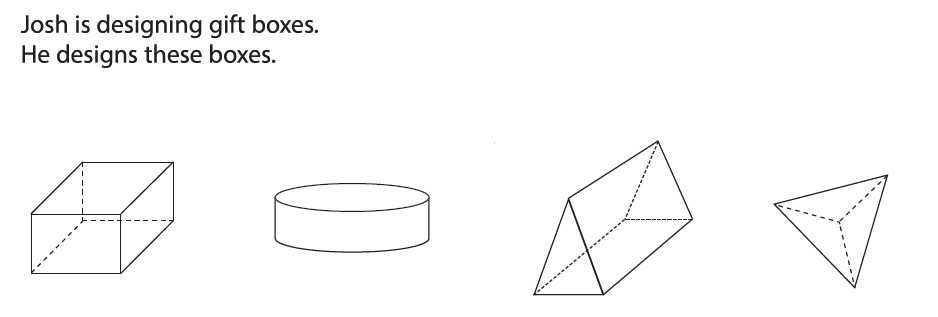 Josh is designing gift boxes.
He designs these boxes.